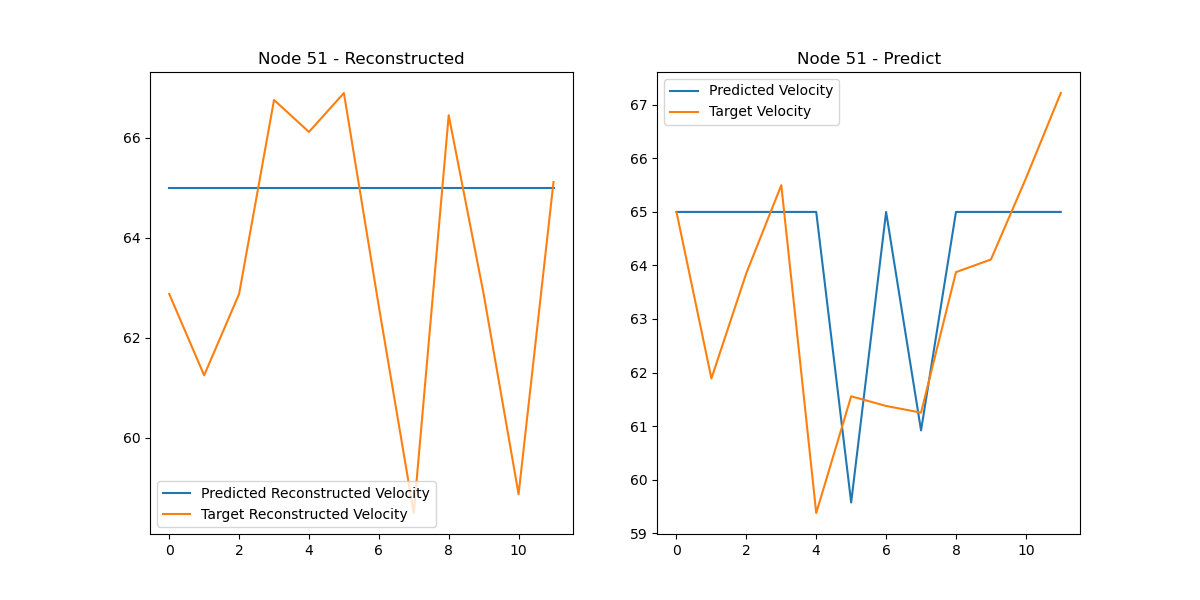 Node 51 - Reconstructed
66
64
62
60
Predicted Reconstructed Velocity
Target Reconstructed Velocity
0 2 4 6 8 10
Node 51 - Predict
Predicted Velocity
Target Velocity
67
66
65
64
63
62
61
60
59
0 2 4 6 8 10